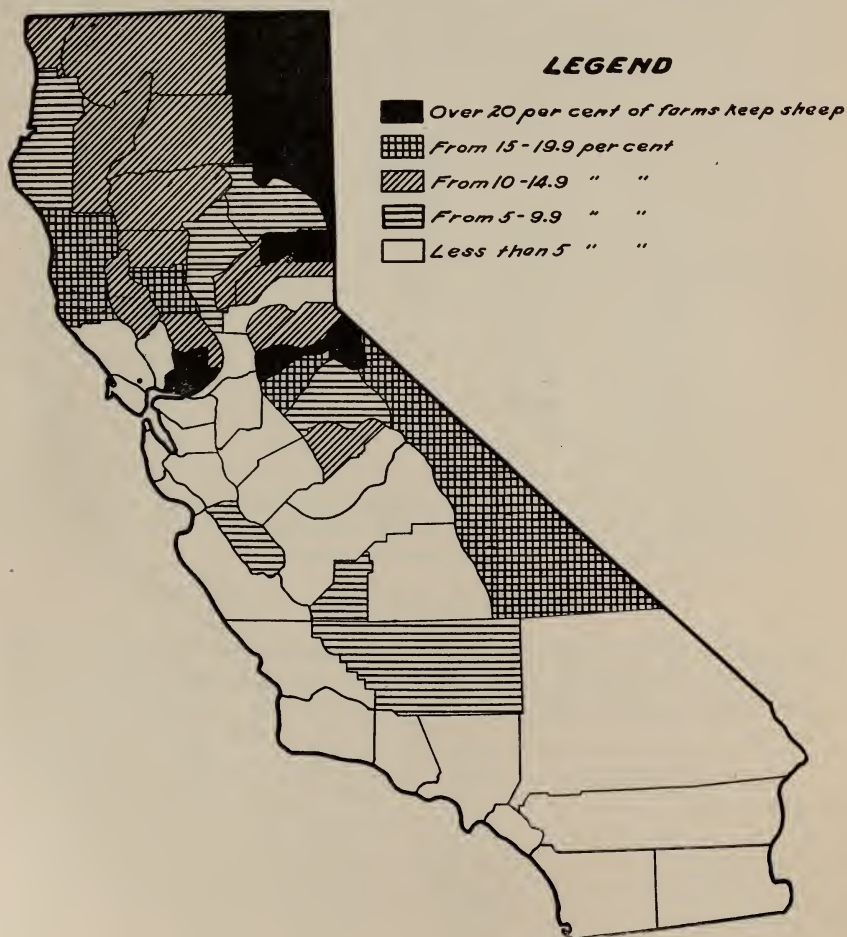 LEGEND
Over 20 per cent of farms keep sheep
From 15-19.9 per cent
From 10-14.9 " "
From 5-9.9 " "
Less than 5 " "